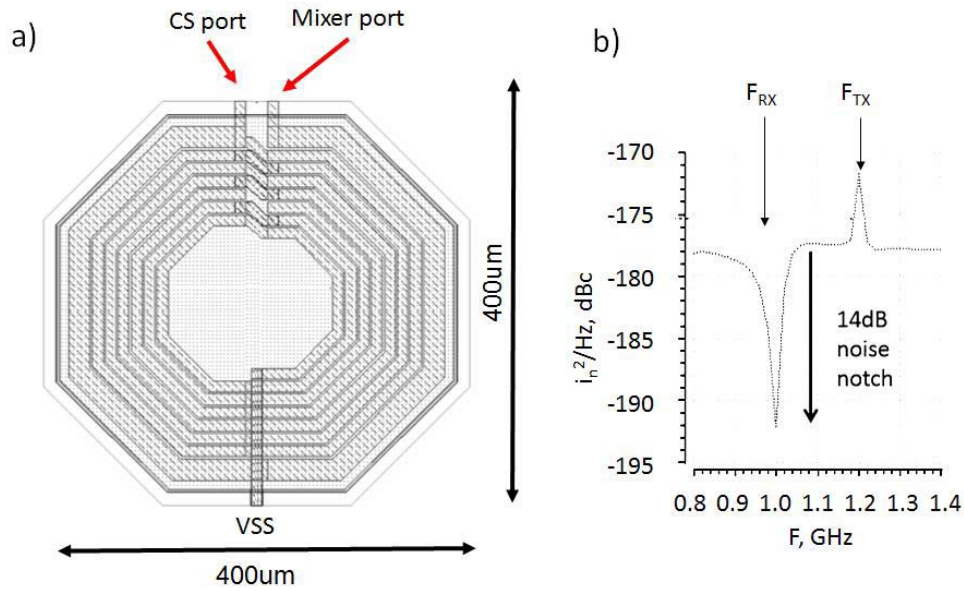 a)
CS port
Mixer port
400um
VSS
400um
b)
F_RX
F_TX
-170
-175
-180
-185
-190
-195
i_n^2/Hz, dBc
14dB
noise
notch
0.8 0.9 1.0 1.1 1.2 1.3 1.4
F, GHz